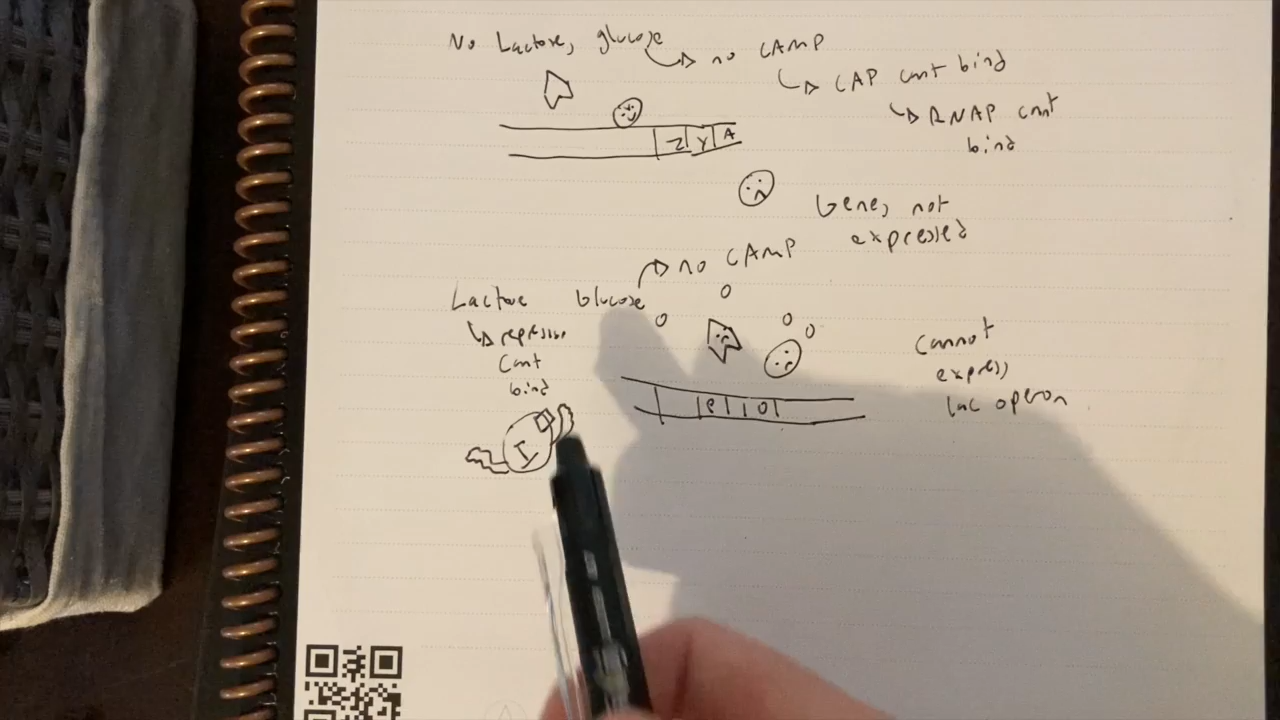 No Lactose, glucose → no cAMP
↳ CAP cant bind
↳ RNAP cant
bind
Z Y A
Genes not
expressed
Lactose Glucose → no cAMP
↳ repressor
cant
bind
I
P O
cannot
express
lac operon